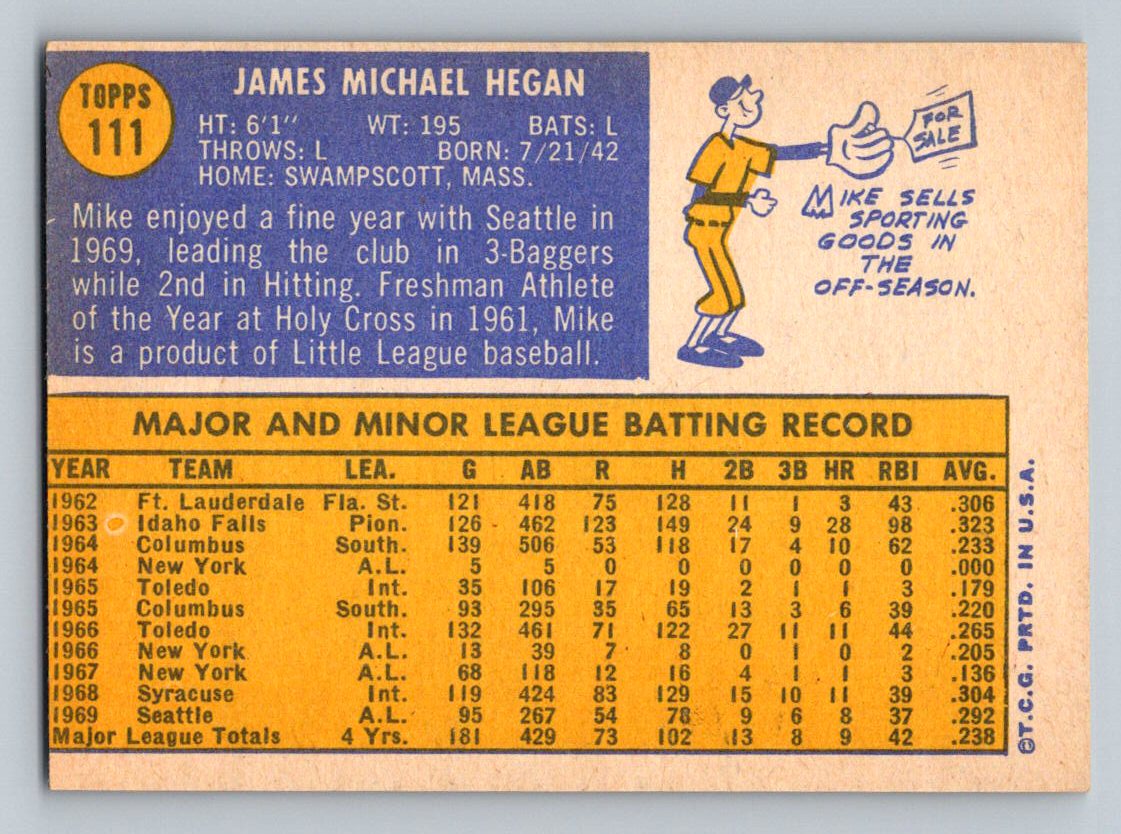 TOPPS
111
JAMES MICHAEL HEGAN
HT: 6'1" WT: 195 BATS: L
THROWS: L BORN: 7/21/42
HOME: SWAMPSCOTT, MASS.
Mike enjoyed a fine year with Seattle in
1969, leading the club in 3-Baggers
while 2nd in Hitting. Freshman Athlete
of the Year at Holy Cross in 1961, Mike
is a product of Little League baseball.
FOR
SALE
MIKE SELLS
SPORTING
GOODS IN
THE
OFF-SEASON.
MAJOR AND MINOR LEAGUE BATTING RECORD
YEAR TEAM LEA. G AB R H 2B 3B HR RBI AVG.
1962 Ft. Lauderdale Fla. St. 121 418 75 128 11 1 3 43 .306
1963 Idaho Falls Pion. 126 462 123 149 24 9 28 98 .323
1964 Columbus South. 139 506 53 118 17 4 10 62 .233
1964 New York A.L. 5 5 0 0 0 0 0 0 .000
1965 Toledo Int. 35 106 17 19 2 1 1 3 .179
1965 Columbus South. 93 295 35 65 13 3 6 39 .220
1966 Toledo Int. 132 461 71 122 27 11 11 44 .265
1966 New York A.L. 13 39 7 8 0 1 0 2 .205
1967 New York A.L. 68 118 12 16 4 1 1 3 .136
1968 Syracuse Int. 119 424 83 129 15 10 11 39 .304
1969 Seattle A.L. 95 267 54 78 9 6 8 37 .292
Major League Totals 4 Yrs. 181 429 73 102 13 8 9 42 .238
©T.C.G. PRTD. IN U.S.A.